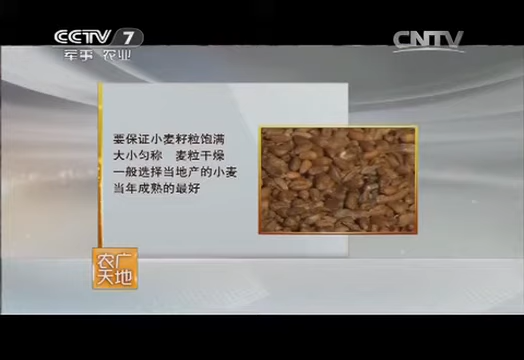 CCTV 7
军事 农业
CNTV
要保证小麦籽粒饱满
大小匀称 麦粒干燥
一般选择当地产的小麦
当年成熟的最好
农广
天地